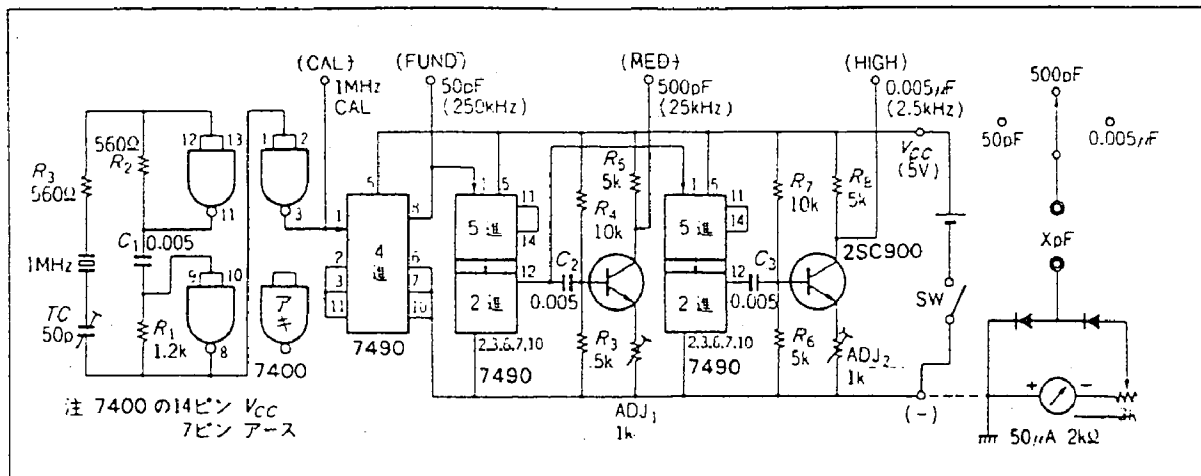 (CAL)
1MHz
CAL
(FUND)
50pF
(250kHz)
(MED)
500pF
(25kHz)
(HIGH)
0.005μF
(2.5kHz)
500pF
50pF
0.005μF
VCC
(5V)
560Ω
R2
R3
560Ω
1MHz
TC
50p
C1 0.005
R1
1.2k
12 13
11
9 10
8
1 2
3
アキ
7400
5
1
8
4進
2
3
11
6
7
10
7490
1 5
11
14
5進
2進
12
2,3,6,7,10
7490
C2
0.005
R5
5k
R4
10k
R3
5k
ADJ1
1k
1 5
11
14
5進
2進
12
2,3,6,7,10
7490
C3
0.005
R7
10k
R8
5k
2SC900
R6
5k
ADJ2
1k
SW
(-)
XpF
+
-
50μA 2kΩ
注 7400の14ピン VCC
7ピン アース